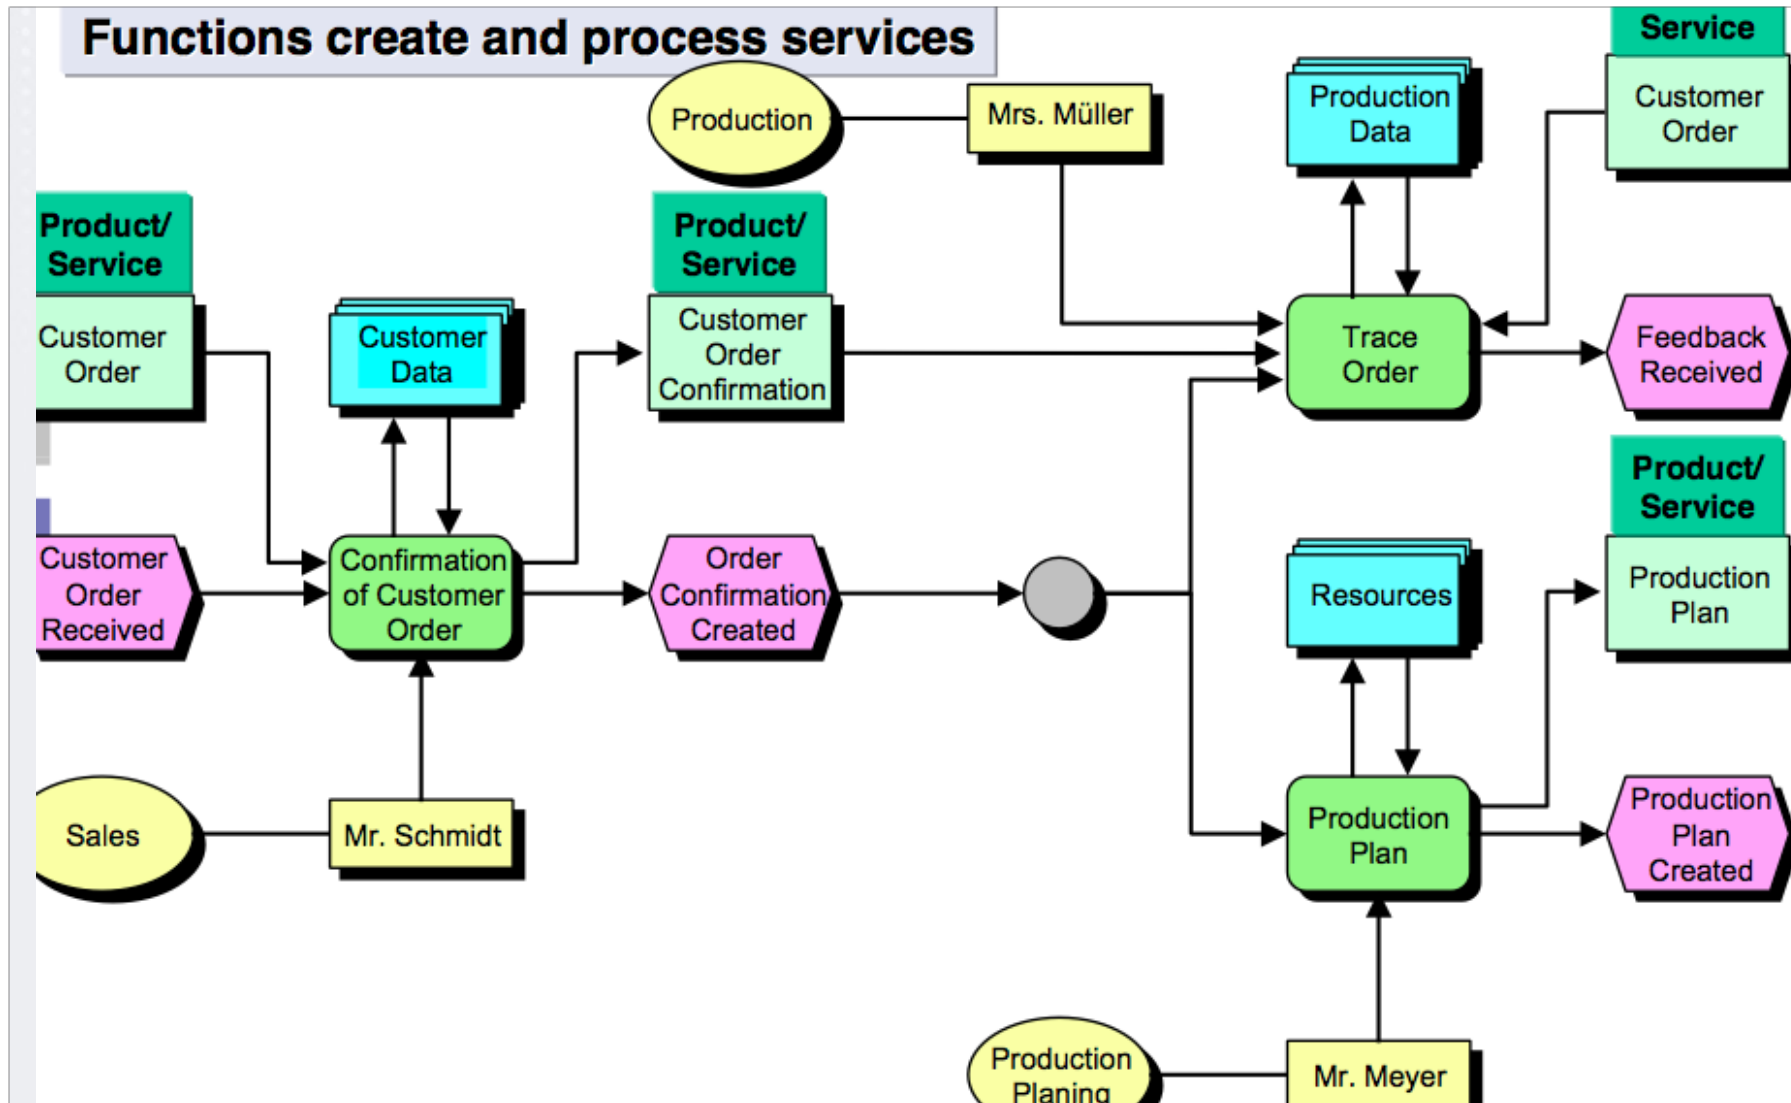 Functions create and process services
Service
Customer
Order
Production
Mrs. Müller
Production
Data
Product/
Service
Customer
Order
Customer
Data
Product/
Service
Customer
Order
Confirmation
Trace
Order
Feedback
Received
Product/
Service
Production
Plan
Customer
Order
Received
Confirmation
of Customer
Order
Order
Confirmation
Created
Resources
Sales
Mr. Schmidt
Production
Plan
Production
Plan
Created
Production
Planing
Mr. Meyer